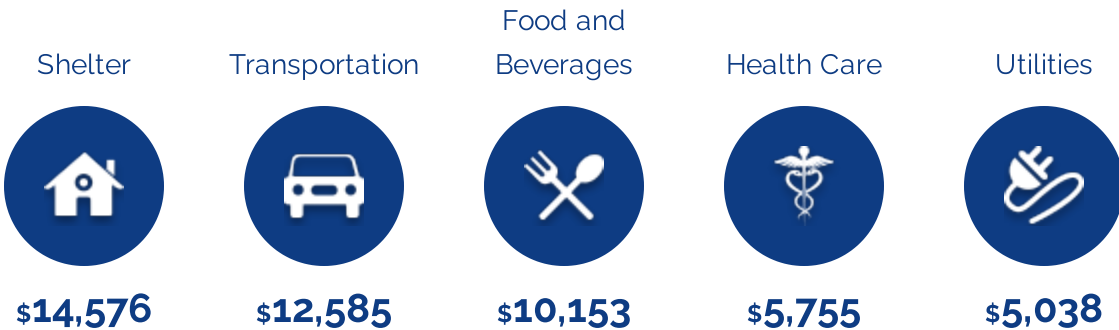 Shelter
Transportation
Food and
Beverages
Health Care
Utilities
$14,576
$12,585
$10,153
$5,755
$5,038